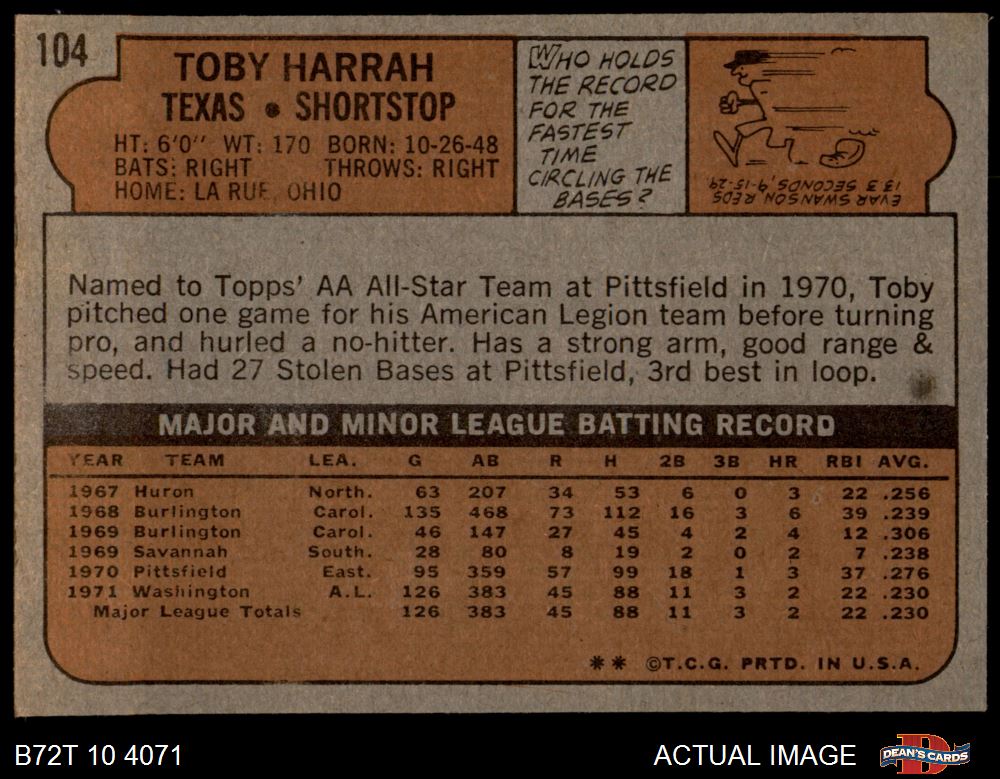 104
TOBY HARRAH
TEXAS • SHORTSTOP
HT: 6'0" WT: 170 BORN: 10-26-48
BATS: RIGHT THROWS: RIGHT
HOME: LA RUE, OHIO
WHO HOLDS
THE RECORD
FOR THE
FASTEST
TIME
CIRCLING THE
BASES?
EVAR SWANSON REDS
13.3 SECONDS, 9-15-29
Named to Topps' AA All-Star Team at Pittsfield in 1970, Toby
pitched one game for his American Legion team before turning
pro, and hurled a no-hitter. Has a strong arm, good range &
speed. Had 27 Stolen Bases at Pittsfield, 3rd best in loop.
MAJOR AND MINOR LEAGUE BATTING RECORD
YEAR TEAM LEA. G AB R H 2B 3B HR RBI AVG.
1967 Huron North. 63 207 34 53 6 0 3 22 .256
1968 Burlington Carol. 135 468 73 112 16 3 6 39 .239
1969 Burlington Carol. 46 147 27 45 4 2 4 12 .306
1969 Savannah South. 28 80 8 19 2 0 2 7 .238
1970 Pittsfield East. 95 359 57 99 18 1 3 37 .276
1971 Washington A.L. 126 383 45 88 11 3 2 22 .230
Major League Totals 126 383 45 88 11 3 2 22 .230
** ©T.C.G. PRTD. IN U.S.A.
B72T 10 4071
ACTUAL IMAGE
DEAN'S CARDS